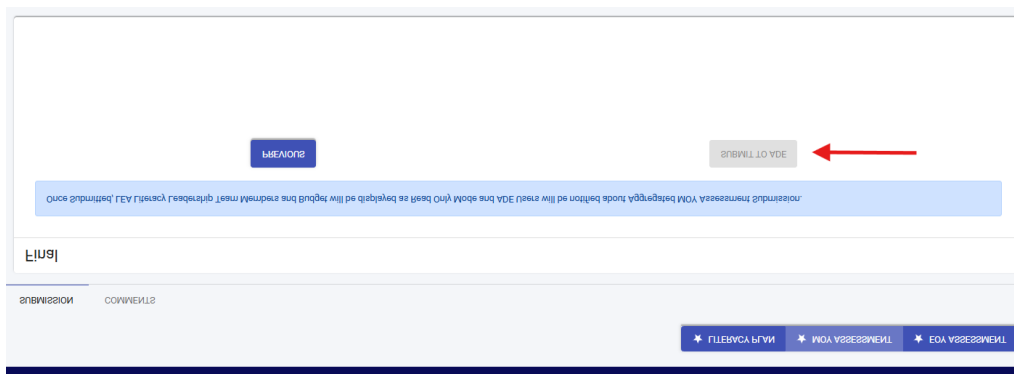 LITERACY PLAN MOY ASSESSMENT EOY ASSESSMENT
SUBMISSION COMMENTS
Final
Once Submitted, LEA Literacy Leadership Team Members and Budget will be displayed as Read Only Mode and ADE Users will be notified about Aggregated MOY Assessment Submission.
PREVIOUS SUBMIT TO ADE